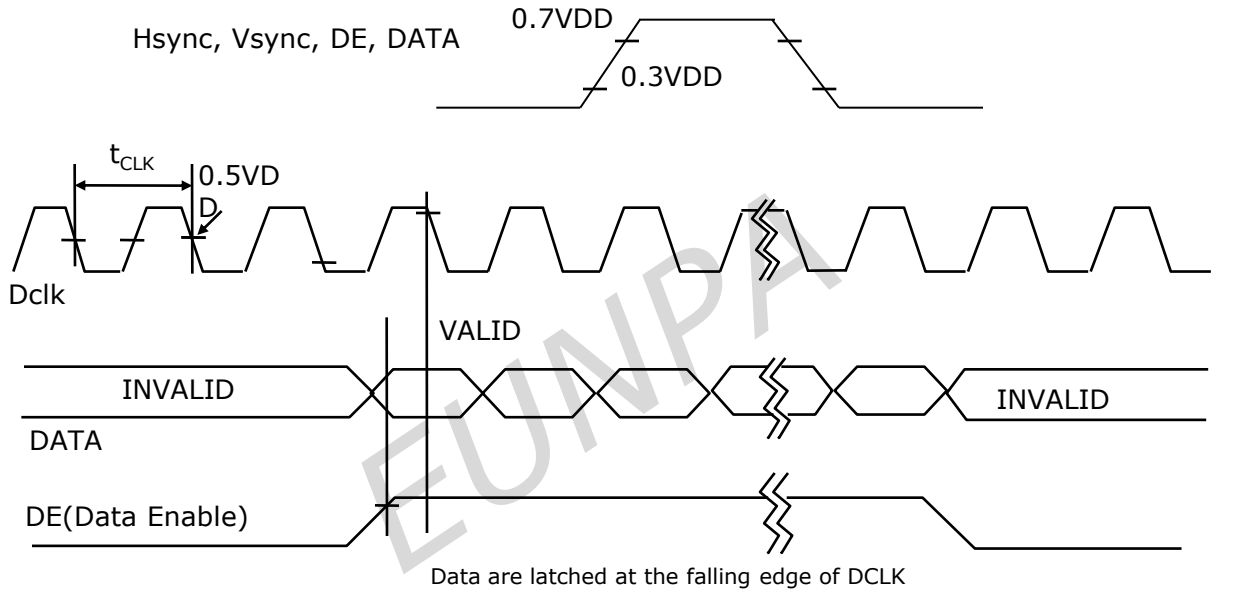 0.7VDD
Hsync, Vsync, DE, DATA
0.3VDD
tCLK
0.5VD
D
Dclk
VALID
INVALID
INVALID
DATA
DE(Data Enable)
EUNPA
Data are latched at the falling edge of DCLK